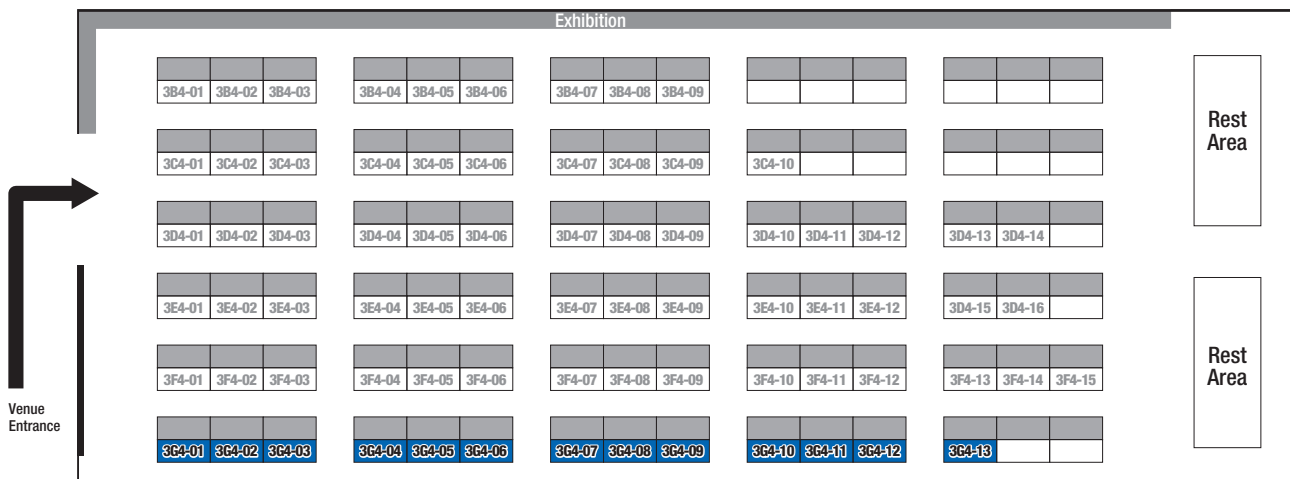 Exhibition
3B4-01 3B4-02 3B4-03 3B4-04 3B4-05 3B4-06 3B4-07 3B4-08 3B4-09
Rest
Area
3C4-01 3C4-02 3C4-03 3C4-04 3C4-05 3C4-06 3C4-07 3C4-08 3C4-09 3C4-10
3D4-01 3D4-02 3D4-03 3D4-04 3D4-05 3D4-06 3D4-07 3D4-08 3D4-09 3D4-10 3D4-11 3D4-12 3D4-13 3D4-14
3E4-01 3E4-02 3E4-03 3E4-04 3E4-05 3E4-06 3E4-07 3E4-08 3E4-09 3E4-10 3E4-11 3E4-12 3D4-15 3D4-16
Rest
Area
3F4-01 3F4-02 3F4-03 3F4-04 3F4-05 3F4-06 3F4-07 3F4-08 3F4-09 3F4-10 3F4-11 3F4-12 3F4-13 3F4-14 3F4-15
Venue
Entrance
3G4-01 3G4-02 3G4-03 3G4-04 3G4-05 3G4-06 3G4-07 3G4-08 3G4-09 3G4-10 3G4-11 3G4-12 3G4-13